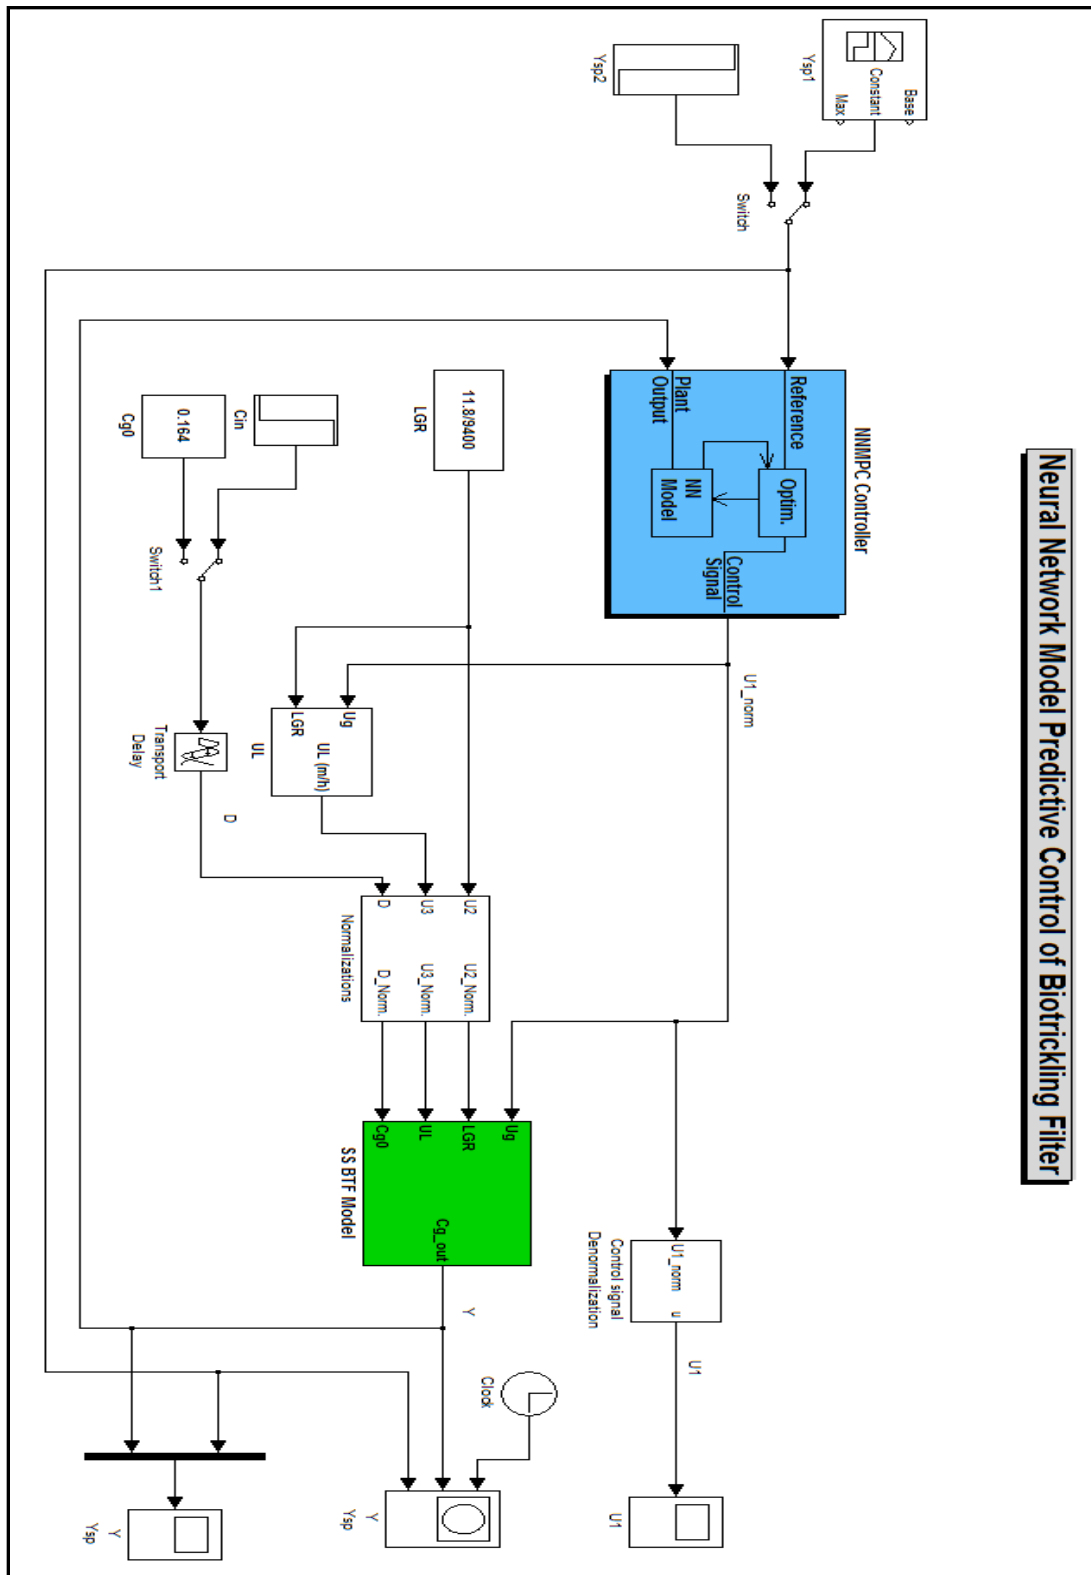 Neural Network Model Predictive Control of Biotrickling Filter
Base
Constant
Max
Ysp1
Ysp2
Switch
NNMPC Controller
Reference
Optim.
NN
Model
Plant
Output
Control
Signal
U1_norm
U1_norm
u
Control signal
Denormalization
U1
U1
11.8/9400
LGR
Ug
LGR
UL (m/h)
UL
Cin
0.164
Cg0
Switch1
Transport
Delay
D
U2
U3
D
U2_Norm.
U3_Norm.
D_Norm.
Normalizations
Ug
LGR
UL
Cg0
Cg_out
SS BTF Model
Y
Clock
Y
Ysp
Y
Ysp